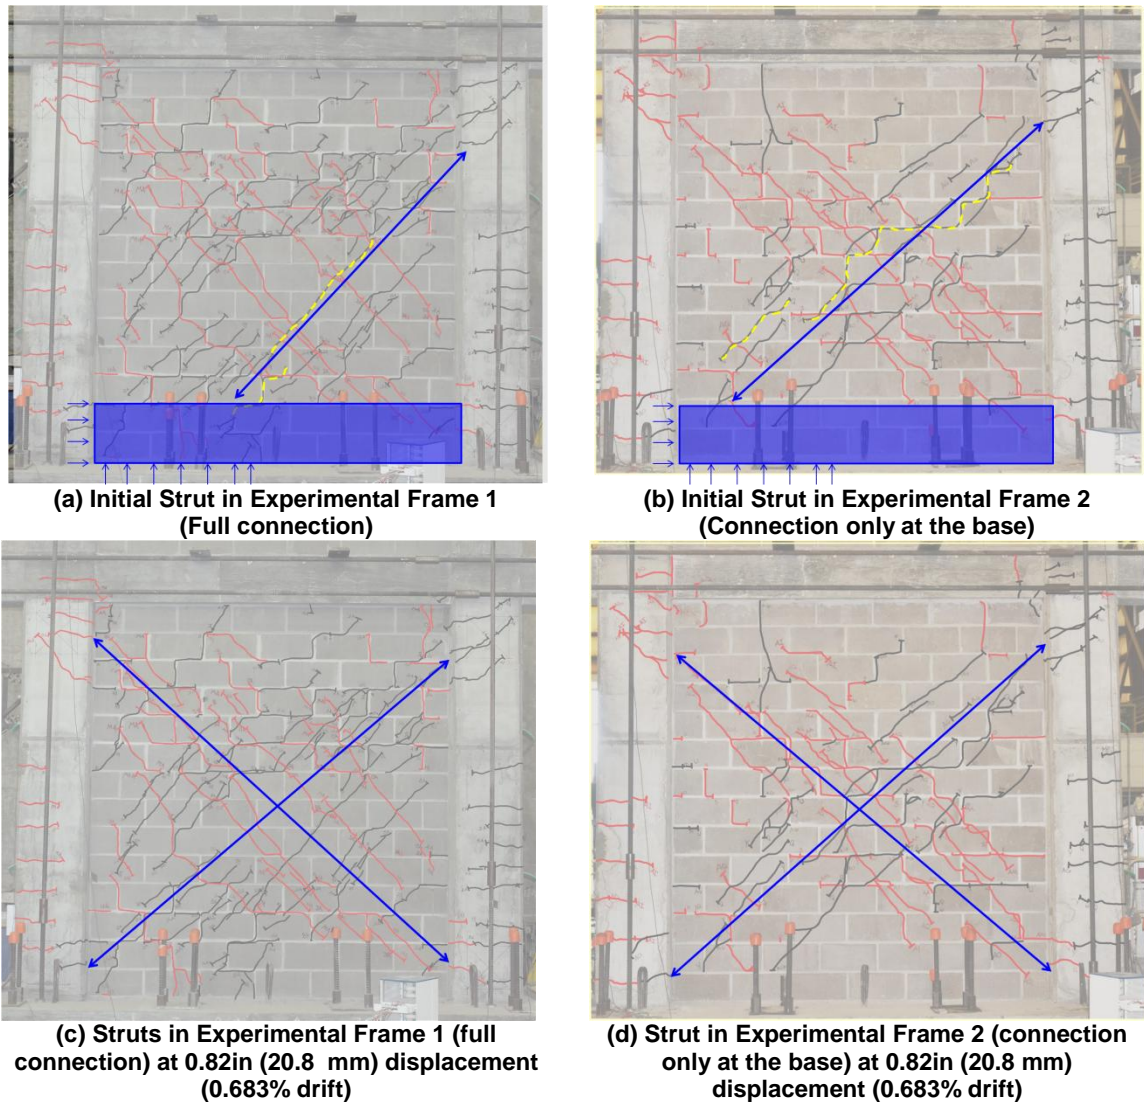 (a) Initial Strut in Experimental Frame 1
(Full connection)
(b) Initial Strut in Experimental Frame 2
(Connection only at the base)
(c) Struts in Experimental Frame 1 (full
connection) at 0.82in (20.8 mm) displacement
(0.683% drift)
(d) Strut in Experimental Frame 2 (connection
only at the base) at 0.82in (20.8 mm)
displacement (0.683% drift)